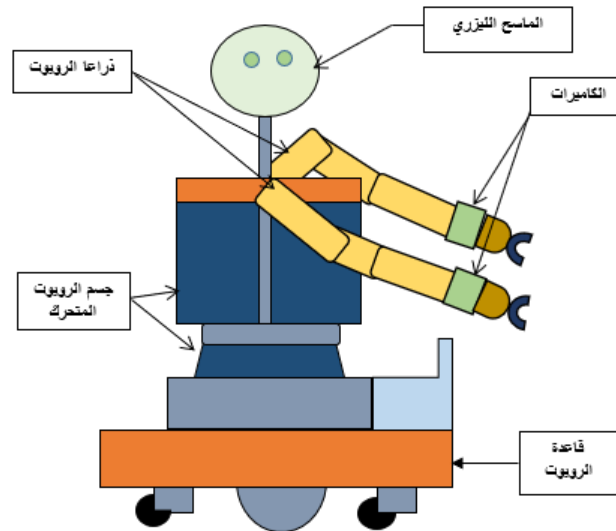 الماسح الليزري
ذراعا الروبوت
الكاميرات
جسم الروبوت
المتحرك
قاعدة
الروبوت